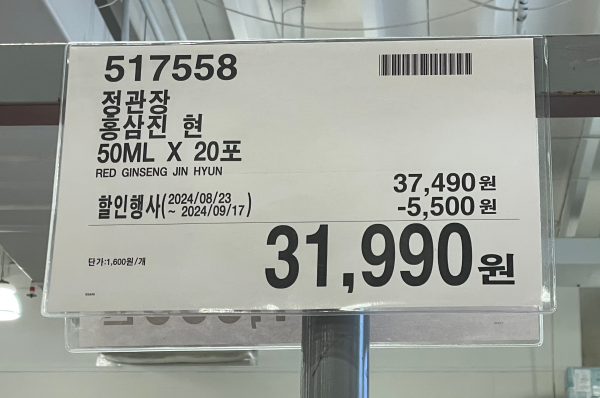 517558
정관장
홍삼진 현
50ML X 20포
RED GINSENG JIN HYUN
37,490원
할인행사(2024/08/23 ~ 2024/09/17)
-5,500원
31,990원
단가:1,600원/개